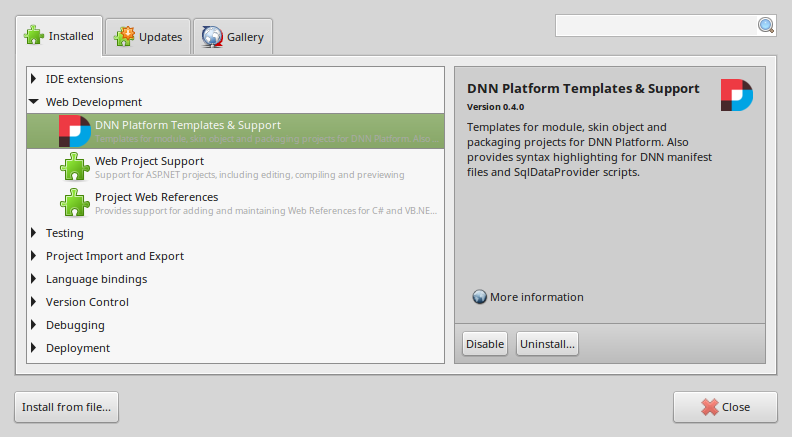 Installed
Updates
Gallery
IDE extensions
Web Development
DNN Platform Templates & Support
Templates for module, skin object and packaging projects for DNN Platform. Also...
Web Project Support
Support for ASP.NET projects, including editing, compiling and previewing
Project Web References
Provides support for adding and maintaining Web References for C# and VB.NE...
Testing
Project Import and Export
Language bindings
Version Control
Debugging
Deployment
DNN Platform Templates & Support
Version 0.4.0
Templates for module, skin object and
packaging projects for DNN Platform. Also
provides syntax highlighting for DNN manifest
files and SqlDataProvider scripts.
More information
Disable
Uninstall...
Install from file...
Close